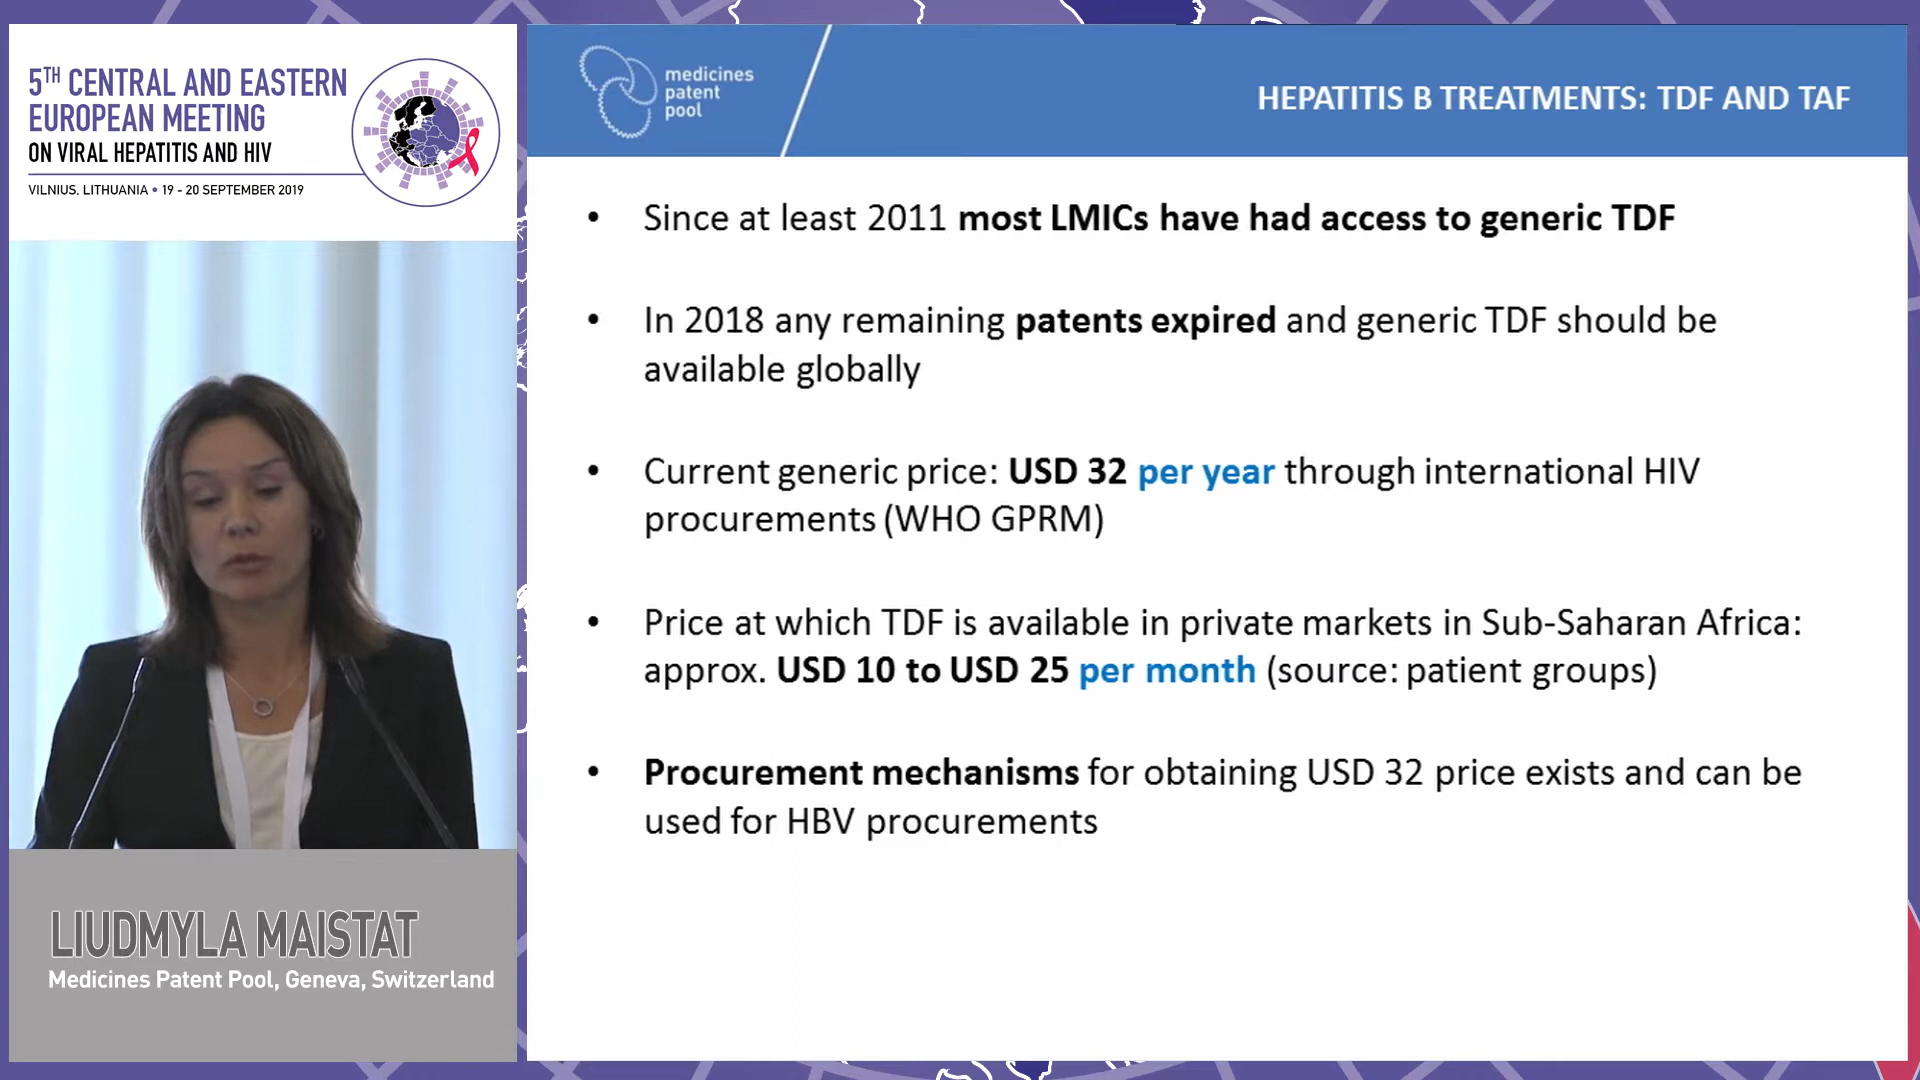 5TH CENTRAL AND EASTERN
EUROPEAN MEETING
ON VIRAL HEPATITIS AND HIV
VILNIUS, LITHUANIA • 19 - 20 SEPTEMBER 2019
LIUDMYLA MAISTAT
Medicines Patent Pool, Geneva, Switzerland
medicines
patent
pool
HEPATITIS B TREATMENTS: TDF AND TAF
• Since at least 2011 most LMICs have had access to generic TDF
• In 2018 any remaining patents expired and generic TDF should be
available globally
• Current generic price: USD 32 per year through international HIV
procurements (WHO GPRM)
• Price at which TDF is available in private markets in Sub-Saharan Africa:
approx. USD 10 to USD 25 per month (source: patient groups)
• Procurement mechanisms for obtaining USD 32 price exists and can be
used for HBV procurements